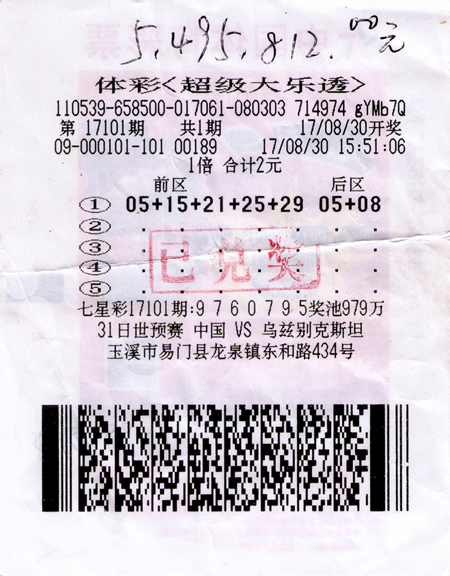 5,495,812.00元
体彩<超级大乐透>
110539-658500-017061-080303 714974 gYMb7Q
第 17101期 共1期 17/08/30开奖
09-000101-101 00189 17/08/30 15:51:06
1倍 合计2元
前区 后区
① 05+15+21+25+29 05+08
②
③
④
⑤
已兑奖
七星彩17101期:9760795奖池979万
31日世预赛 中国 VS 乌兹别克斯坦
玉溪市易门县龙泉镇东和路434号